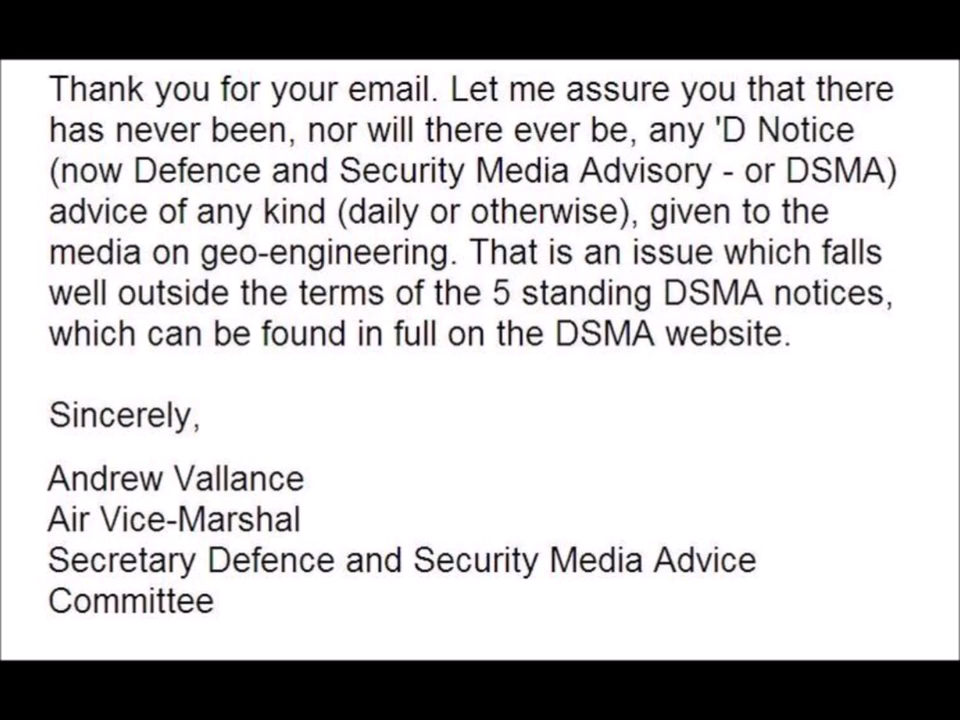 Thank you for your email. Let me assure you that there
has never been, nor will there ever be, any 'D Notice
(now Defence and Security Media Advisory - or DSMA)
advice of any kind (daily or otherwise), given to the
media on geo-engineering. That is an issue which falls
well outside the terms of the 5 standing DSMA notices,
which can be found in full on the DSMA website.
Sincerely,
Andrew Vallance
Air Vice-Marshal
Secretary Defence and Security Media Advice
Committee